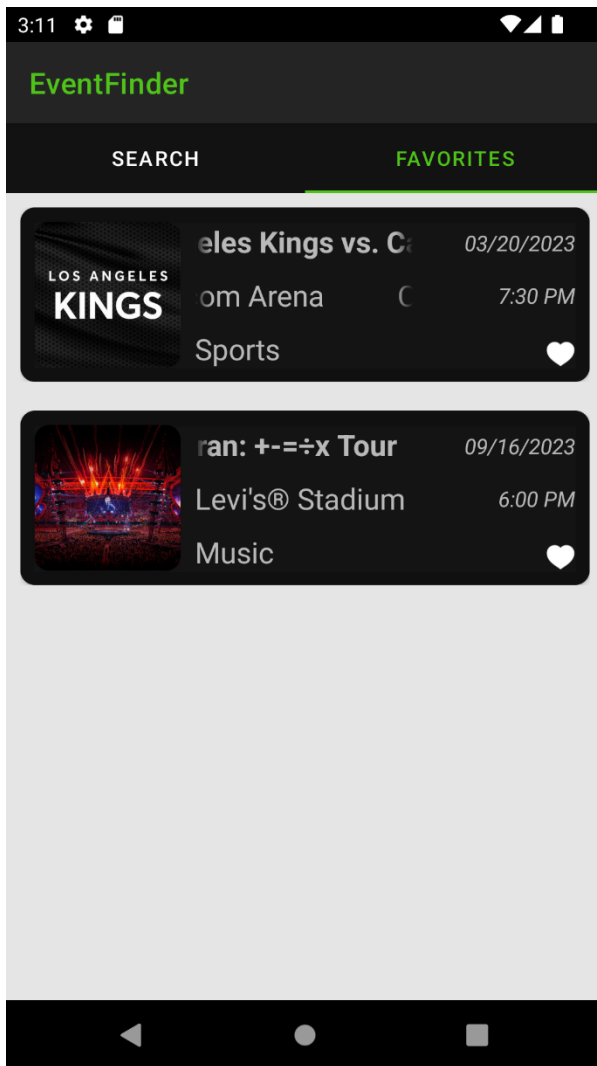 3:11
EventFinder
SEARCH
FAVORITES
LOS ANGELES
KINGS
eles Kings vs. Ca
03/20/2023
om Arena C
7:30 PM
Sports
ran: +-=÷x Tour
09/16/2023
Levi's® Stadium
6:00 PM
Music